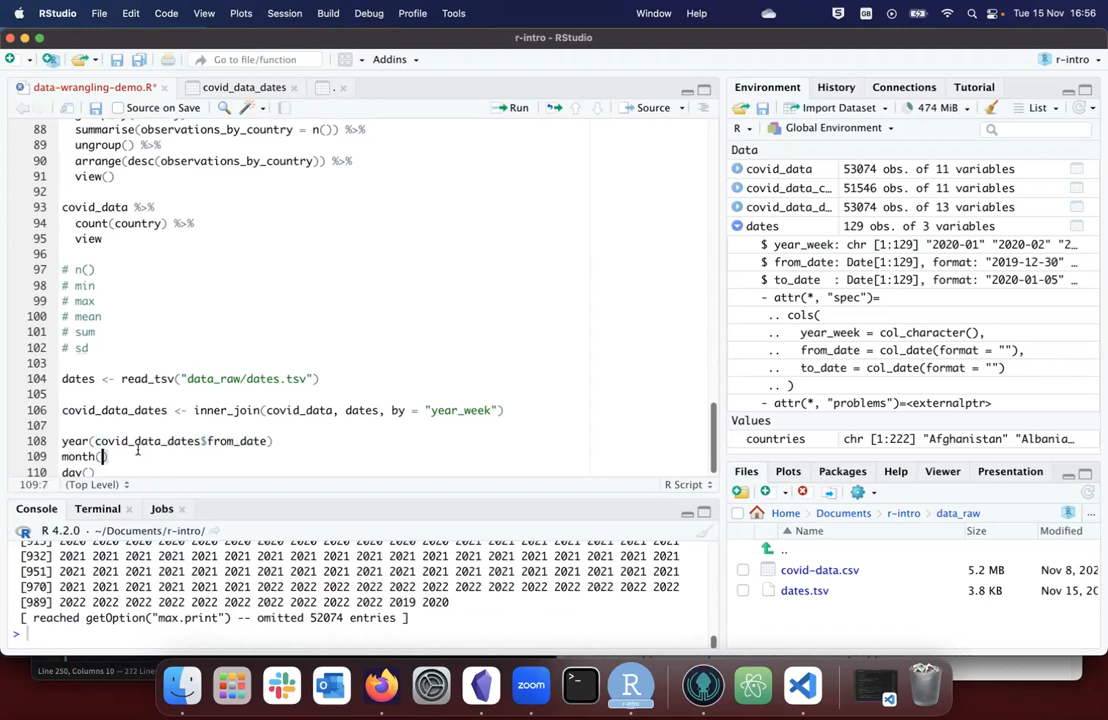 RStudio File Edit Code View Plots Session Build Debug Profile Tools Window Help Tue 15 Nov 16:56
r-intro - RStudio
Go to file/function Addins r-intro
data-wrangling-demo.R* covid_data_dates .
Source on Save Run Source
88 summarise(observations_by_country = n()) %>%
89 ungroup() %>%
90 arrange(desc(observations_by_country)) %>%
91 view()
92
93 covid_data %>%
94 count(country) %>%
95 view
96
97 # n()
98 # min
99 # max
100 # mean
101 # sum
102 # sd
103
104 dates <- read_tsv("data_raw/dates.tsv")
105
106 covid_data_dates <- inner_join(covid_data, dates, by = "year_week")
107
108 year(covid_data_dates$from_date)
109 month()
110 day()
109:7 (Top Level) R Script
Console Terminal Jobs
R 4.2.0 · ~/Documents/r-intro/
[932] 2021 2021 2021 2021 2021 2021 2021 2021 2021 2021 2021 2021 2021 2021 2021 2021 2021 2021 2021
[951] 2021 2021 2021 2021 2021 2021 2021 2021 2021 2021 2021 2021 2021 2021 2021 2021 2021 2021 2021
[970] 2021 2021 2021 2021 2021 2021 2021 2022 2022 2022 2022 2022 2022 2022 2022 2022 2022 2022 2022
[989] 2022 2022 2022 2022 2022 2022 2022 2022 2022 2019 2020
[ reached getOption("max.print") -- omitted 52074 entries ]
>
Environment History Connections Tutorial
Import Dataset 474 MiB List
R Global Environment
Data
covid_data 53074 obs. of 11 variables
covid_data_c… 51546 obs. of 11 variables
covid_data_d… 53074 obs. of 13 variables
dates 129 obs. of 3 variables
$ year_week: chr [1:129] "2020-01" "2020-02" "2…
$ from_date: Date[1:129], format: "2019-12-30" …
$ to_date : Date[1:129], format: "2020-01-05" …
- attr(*, "spec")=
.. cols(
.. year_week = col_character(),
.. from_date = col_date(format = ""),
.. to_date = col_date(format = "")
.. )
- attr(*, "problems")=<externalptr>
Values
countries chr [1:222] "Afghanistan" "Albania…
Files Plots Packages Help Viewer Presentation
Home Documents r-intro data_raw ...
Name Size Modified
..
covid-data.csv 5.2 MB Nov 8, 202
dates.tsv 3.8 KB Nov 15, 20
Line 250, Columns 10 — 272 Line
zoom
R
r-intro